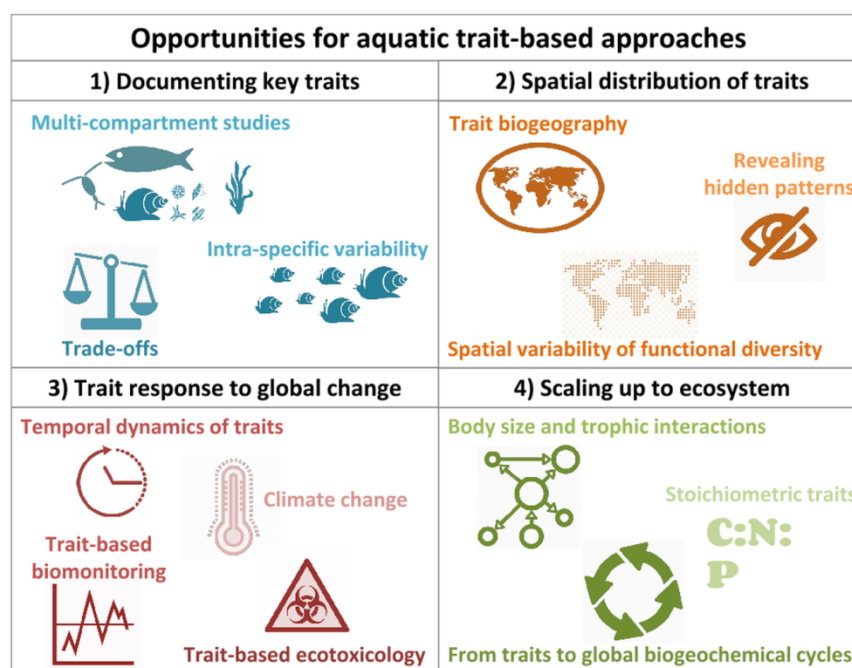 Opportunities for aquatic trait-based approaches
1) Documenting key traits
2) Spatial distribution of traits
Multi-compartment studies
Intra-specific variability
Trade-offs
Trait biogeography
Revealing
hidden patterns
Spatial variability of functional diversity
3) Trait response to global change
4) Scaling up to ecosystem
Temporal dynamics of traits
Climate change
Trait-based
biomonitoring
Trait-based ecotoxicology
Body size and trophic interactions
Stoichiometric traits
C:N:
P
From traits to global biogeochemical cycles